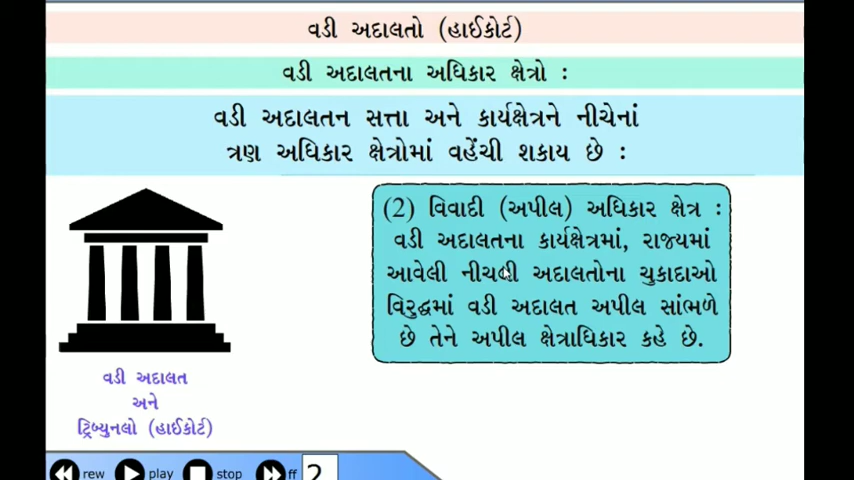 વડી અદાલતો (હાઈકોર્ટ)
વડી અદાલતના અધિકાર ક્ષેત્રો :
વડી અદાલતન સત્તા અને કાર્યક્ષેત્રને નીચેનાં
ત્રણ અધિકાર ક્ષેત્રોમાં વહેંચી શકાય છે :
(2) વિવાદી (અપીલ) અધિકાર ક્ષેત્ર :
વડી અદાલતના કાર્યક્ષેત્રમાં, રાજ્યમાં
આવેલી નીચલી અદાલતોના ચુકાદાઓ
વિરુદ્ધમાં વડી અદાલત અપીલ સાંભળે
છે તેને અપીલ ક્ષેત્રાધિકાર કહે છે.
વડી અદાલત
અને
ટ્રિબ્યુનલો (હાઈકોર્ટ)
rew play stop ff 2